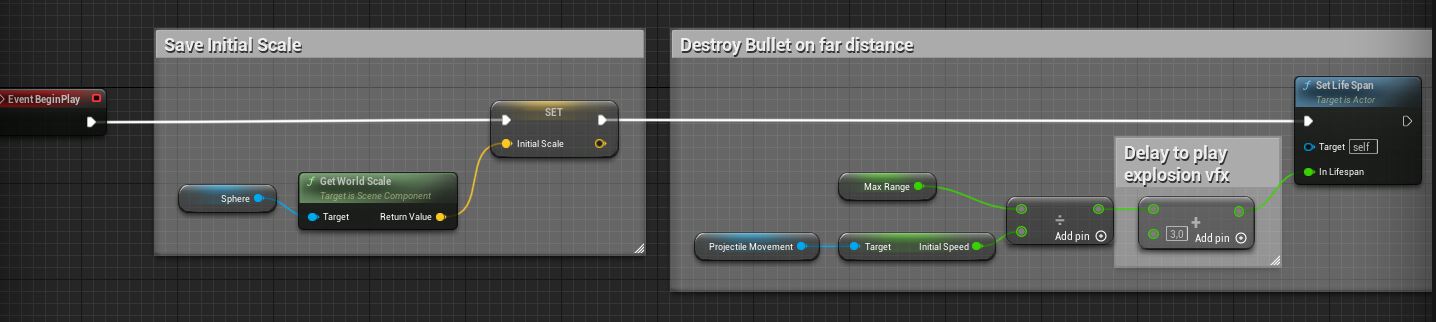 Save Initial Scale
Destroy Bullet on far distance
Event BeginPlay
SET
Initial Scale
Sphere
f Get World Scale
Target is Scene Component
Target Return Value
Max Range
Projectile Movement
Target Initial Speed
÷
Add pin
Delay to play
explosion vfx
+
3,0 Add pin
f Set Life Span
Target is Actor
Target self
In Lifespan